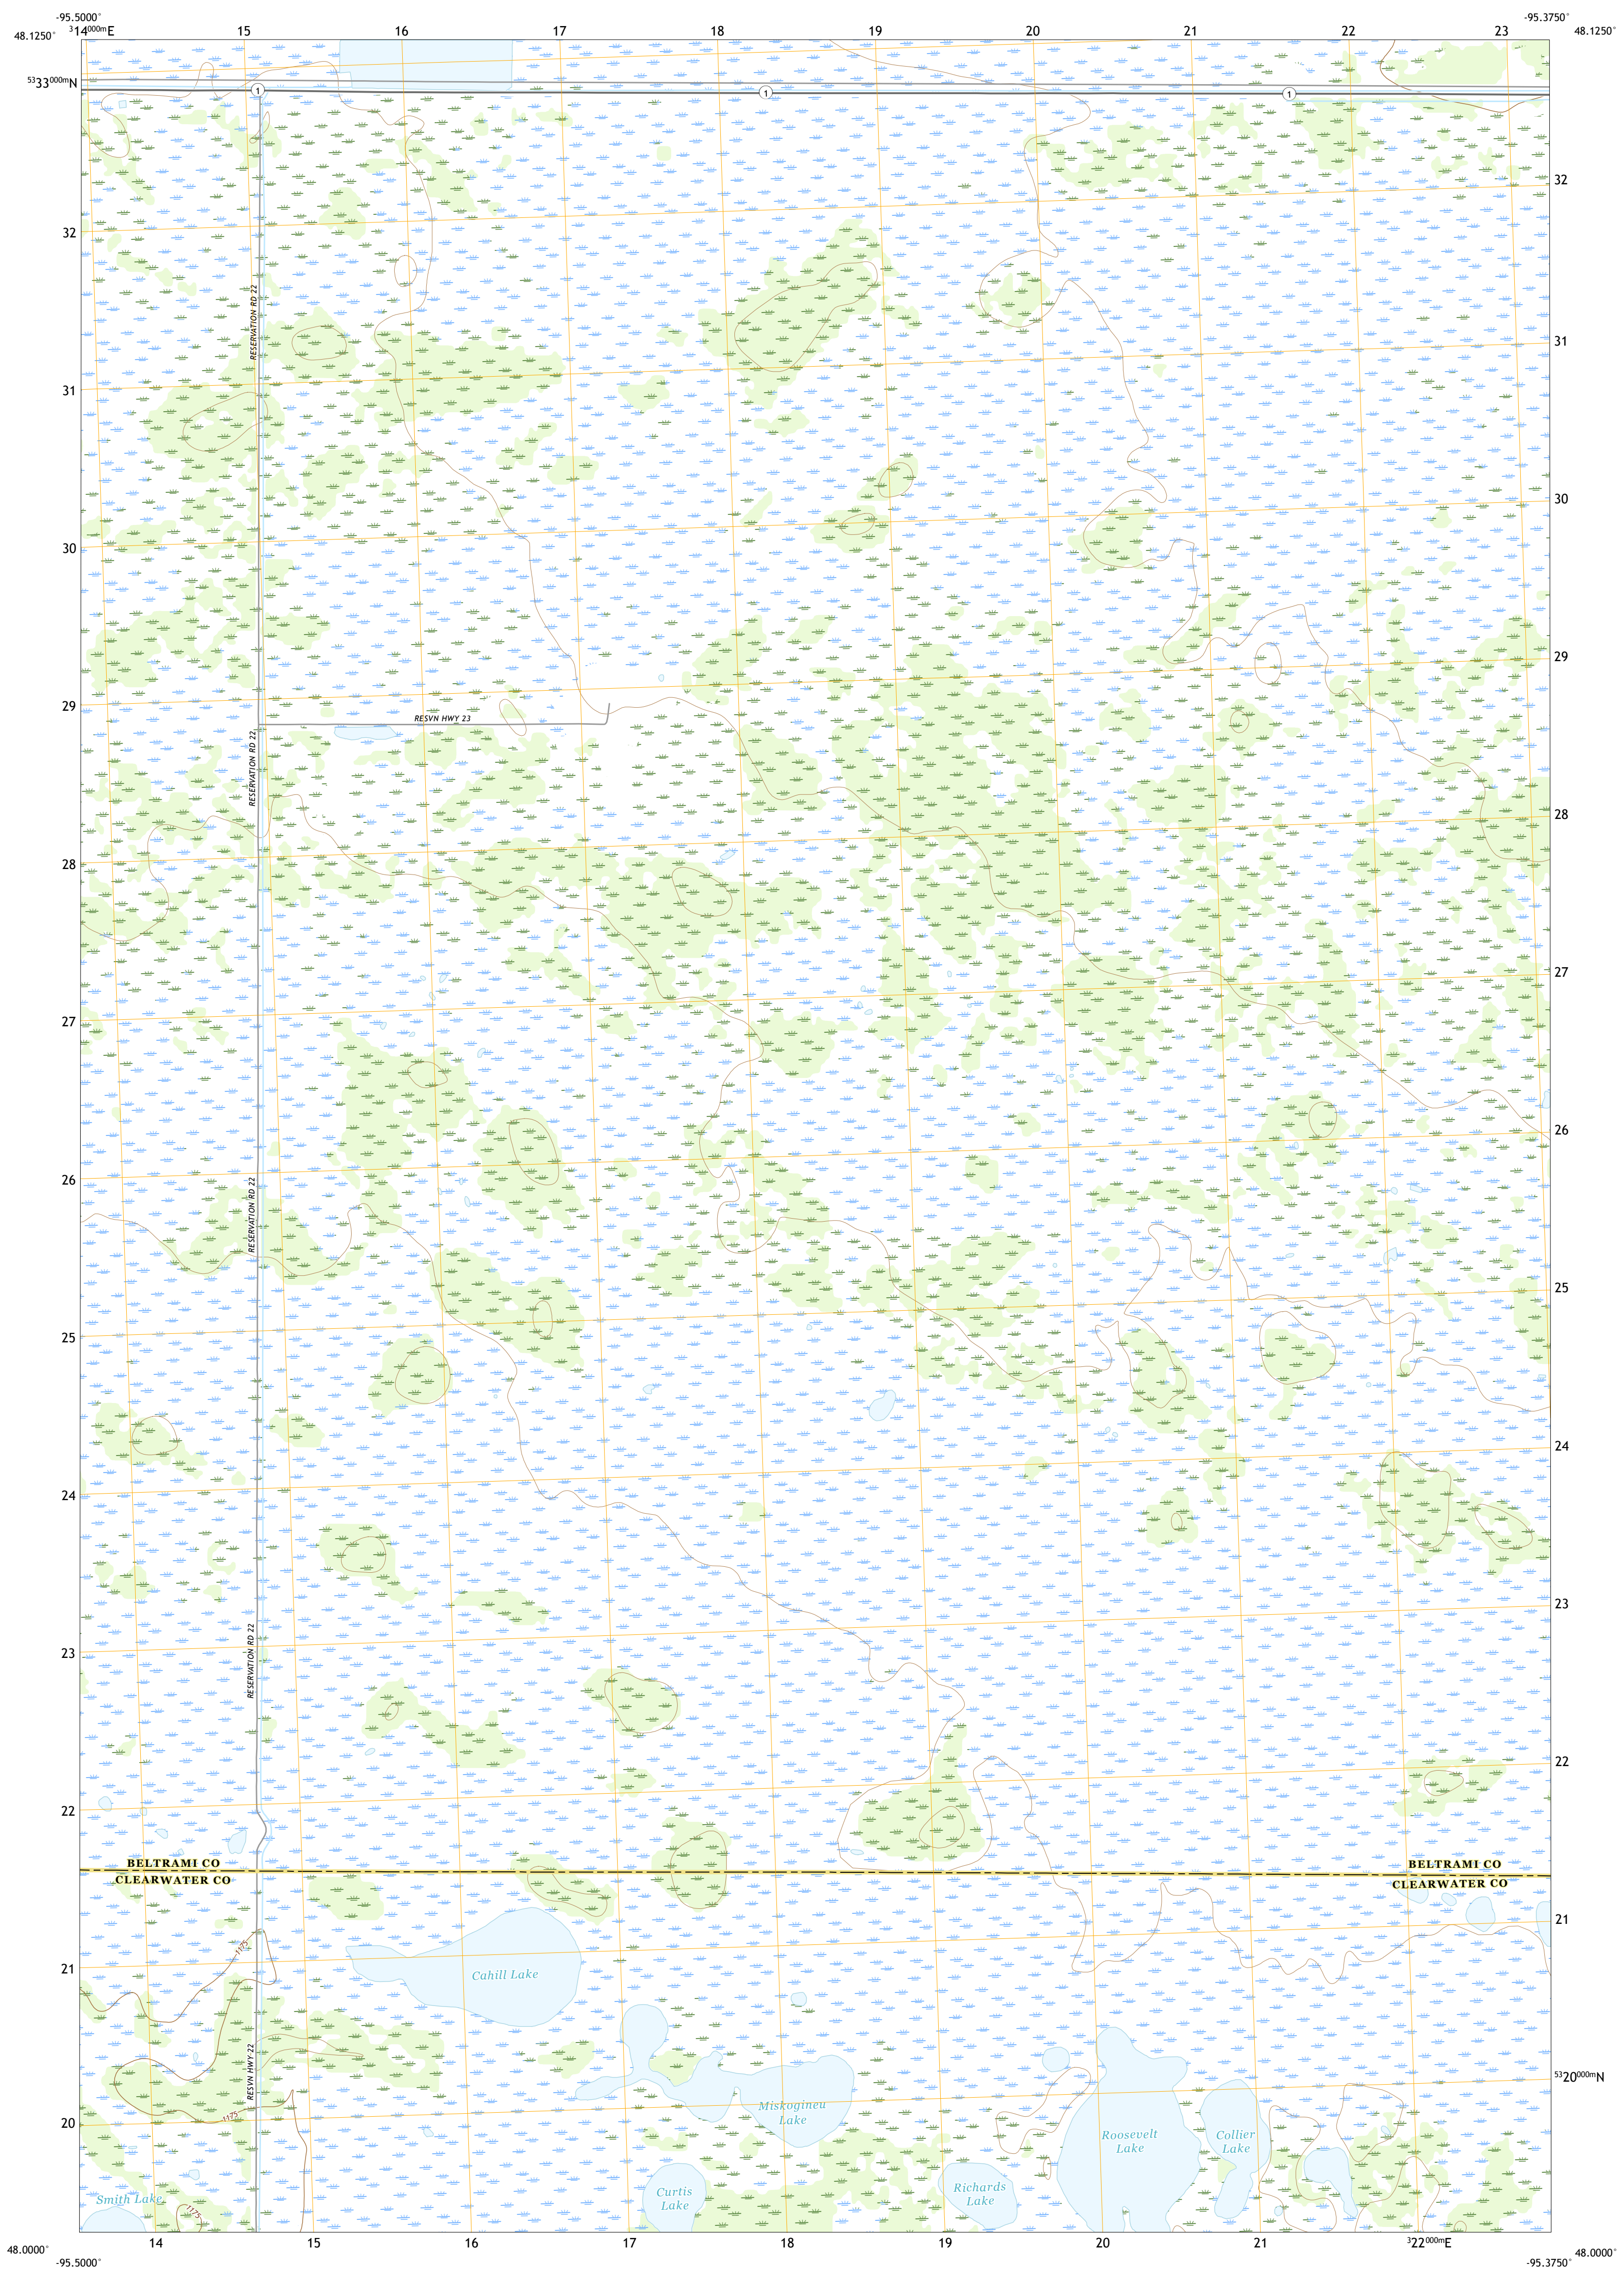 -95.5000° -95.3750°
48.1250° 314000mE 15 16 17 18 19 20 21 22 23 48.1250°
5333000mN
1 1 1
32
32
RESERVATION RD 22
31
31
30
30
29
29
RESVN HWY 23
RESERVATION RD 22
28
28
27
27
26
26
RESERVATION RD 22
25
25
24
24
23
23
RESERVATION RD 22
22
22
BELTRAMI CO BELTRAMI CO
CLEARWATER CO CLEARWATER CO
21
1175
21
Cahill Lake
RESVN HWY 22
5320000mN
Miskogineu
Lake
1175
20
Roosevelt
Lake
Collier
Lake
Curtis
Lake
Richards
Lake
Smith Lake
1175
14 15 16 17 18 19 20 21 322000mE
48.0000° 48.0000°
-95.5000° -95.3750°